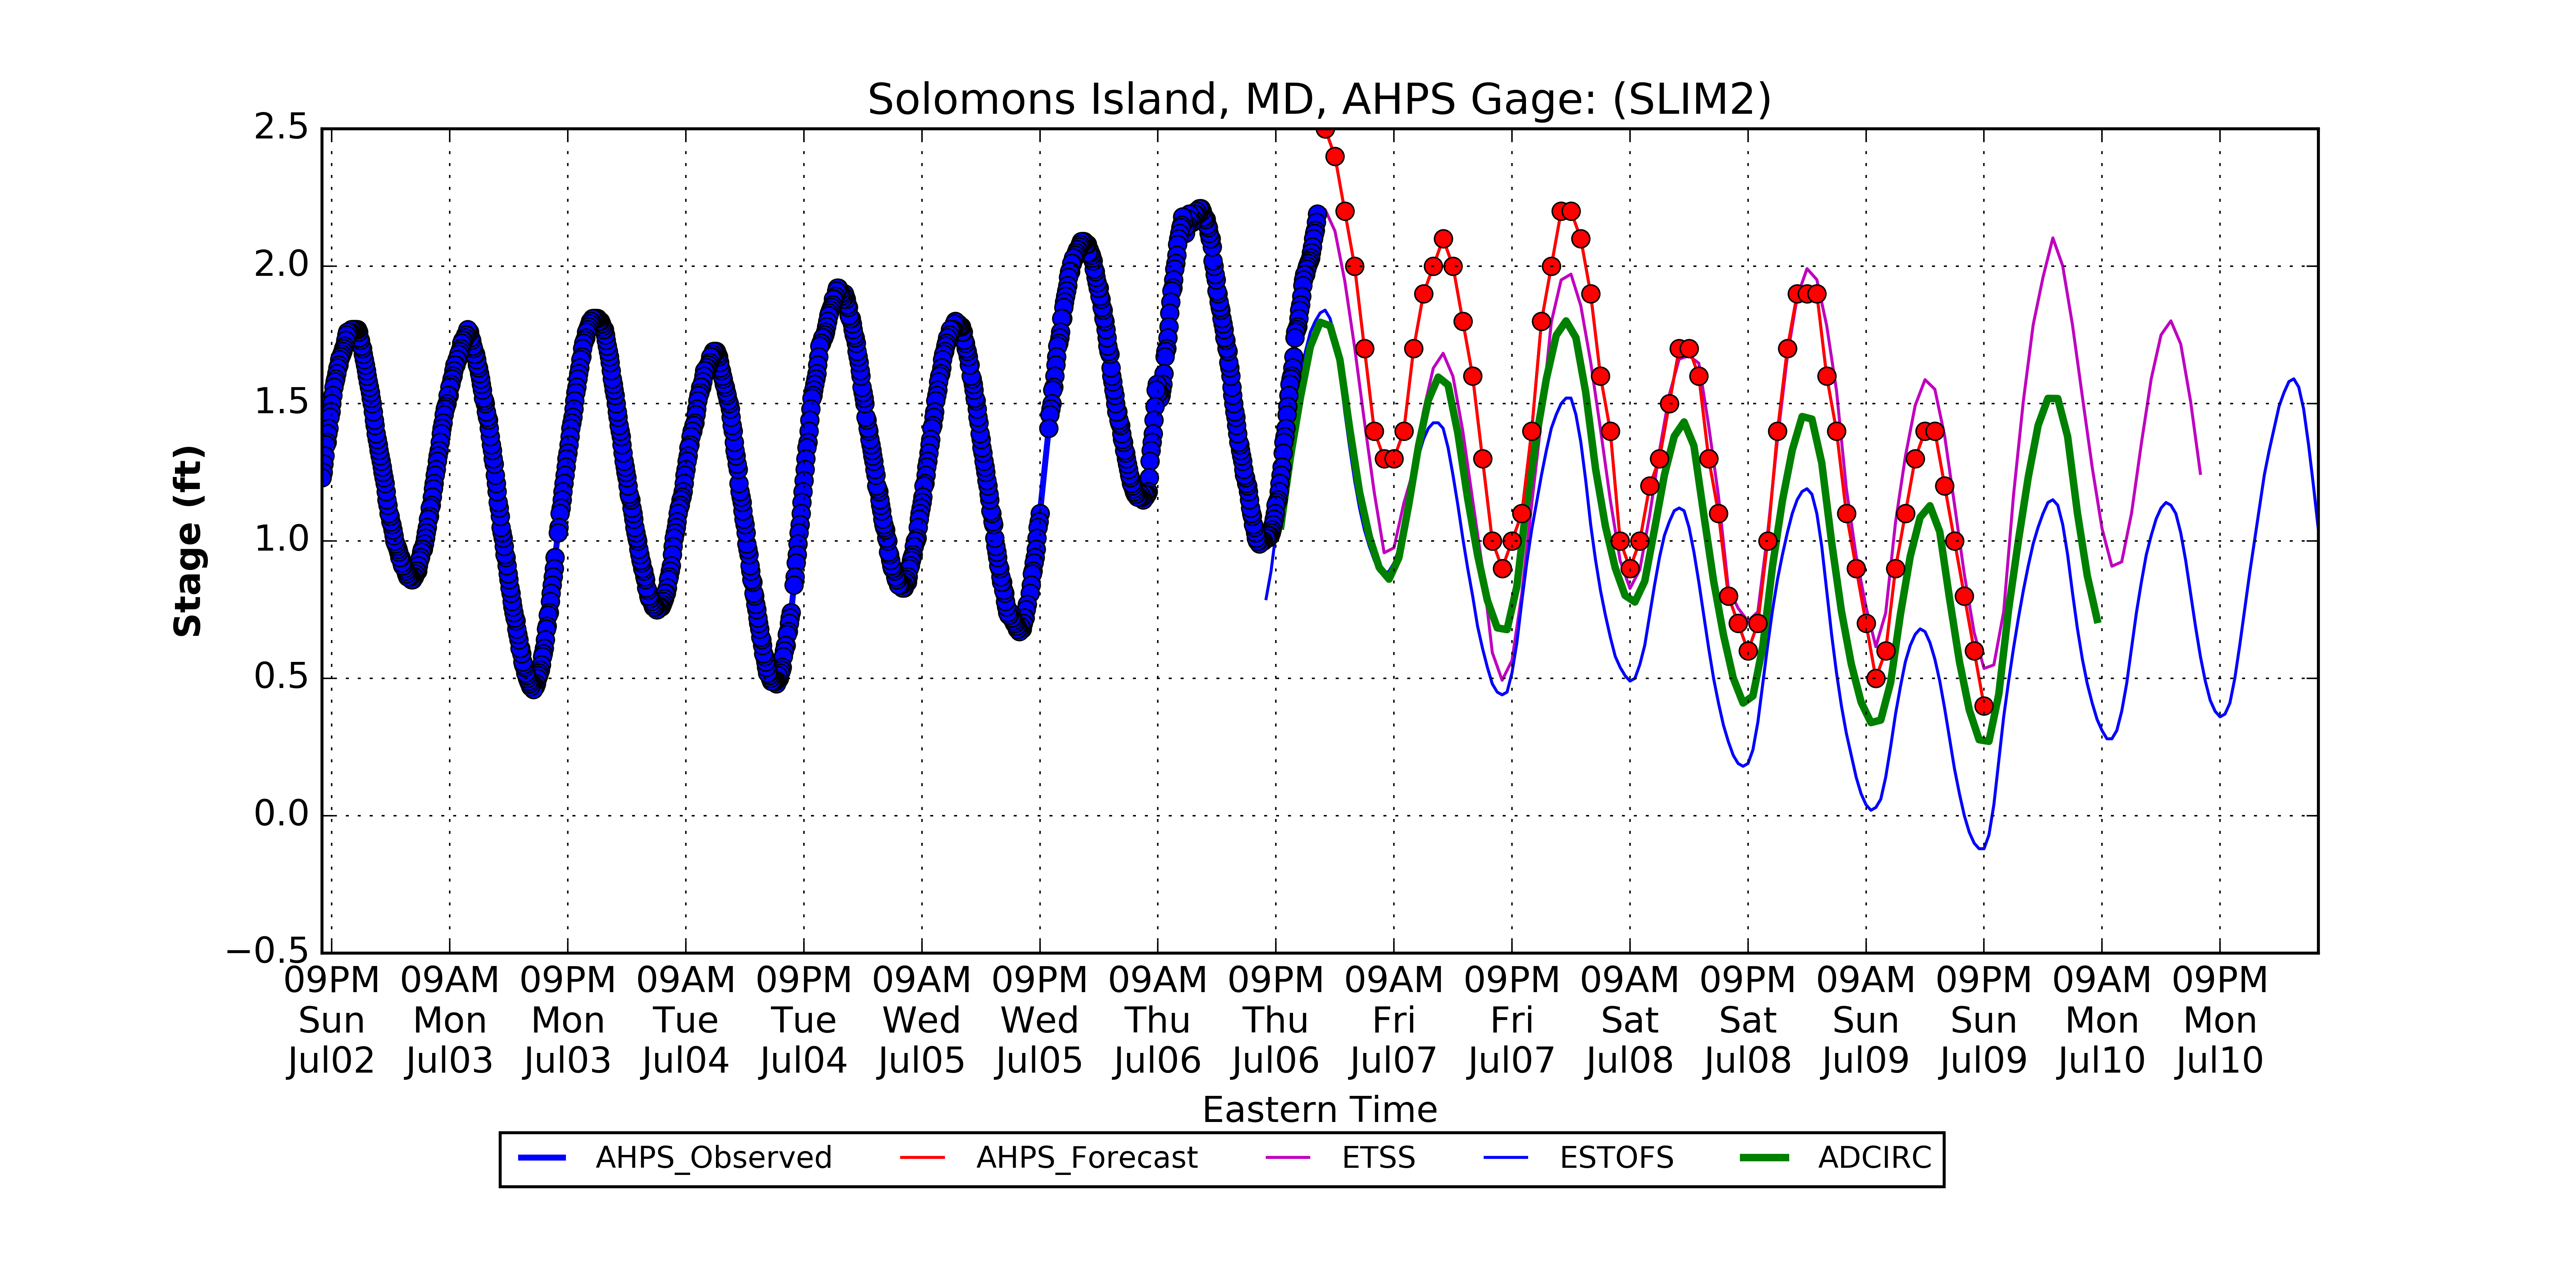 Solomons Island, MD, AHPS Gage: (SLIM2)
2.5
2.0
1.5
1.0
0.5
0.0
−0.5
Stage (ft)
09PM 09AM 09PM 09AM 09PM 09AM 09PM 09AM 09PM 09AM 09PM 09AM 09PM 09AM 09PM 09AM 09PM
Sun Mon Mon Tue Tue Wed Wed Thu Thu Fri Fri Sat Sat Sun Sun Mon Mon
Jul02 Jul03 Jul03 Jul04 Jul04 Jul05 Jul05 Jul06 Jul06 Jul07 Jul07 Jul08 Jul08 Jul09 Jul09 Jul10 Jul10
Eastern Time
AHPS_Observed AHPS_Forecast ETSS ESTOFS ADCIRC